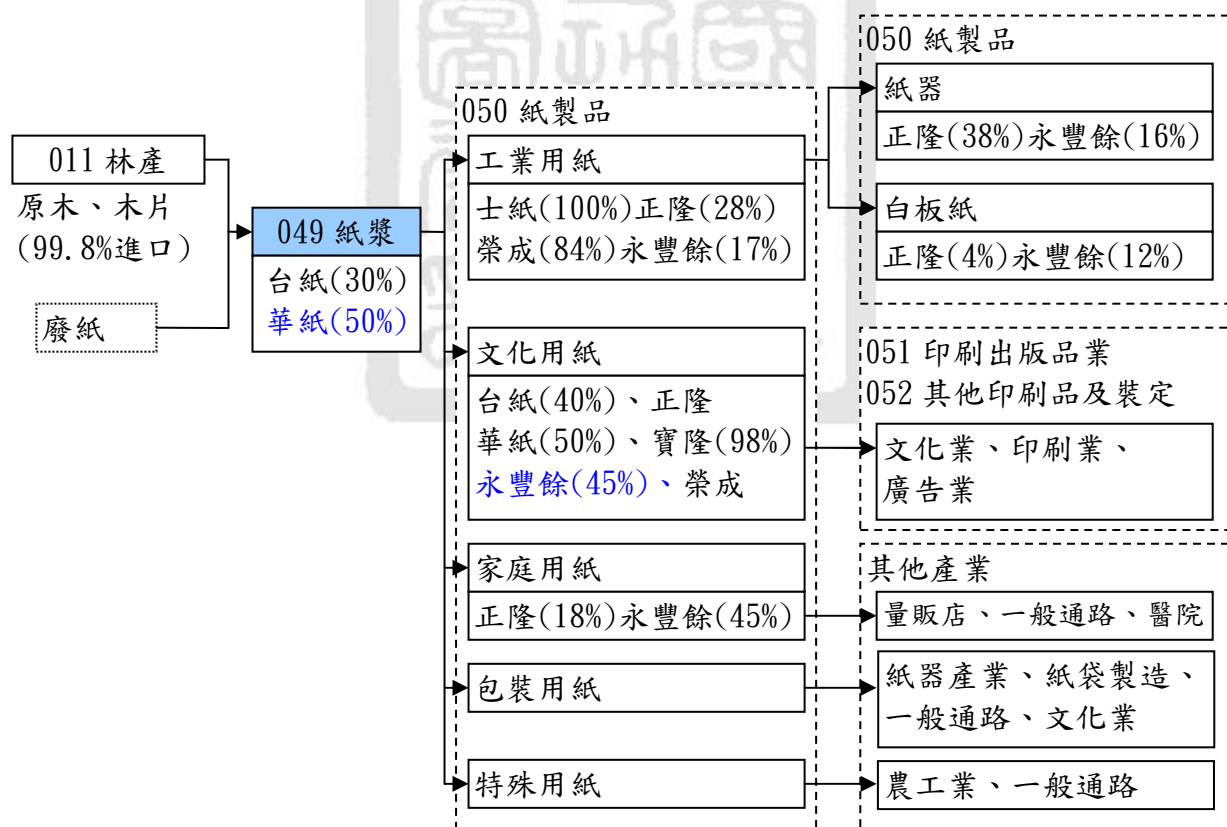 011 林產
原木、木片
(99.8%進口)
廢紙
049 紙漿
台紙(30%)
華紙(50%)
050 紙製品
工業用紙
士紙(100%)正隆(28%)
榮成(84%)永豐餘(17%)
文化用紙
台紙(40%)、正隆
華紙(50%)、寶隆(98%)
永豐餘(45%)、榮成
家庭用紙
正隆(18%)永豐餘(45%)
包裝用紙
特殊用紙
050 紙製品
紙器
正隆(38%)永豐餘(16%)
白板紙
正隆(4%)永豐餘(12%)
051 印刷出版品業
052 其他印刷品及裝定
文化業、印刷業、
廣告業
其他產業
量販店、一般通路、醫院
紙器產業、紙袋製造、
一般通路、文化業
農工業、一般通路